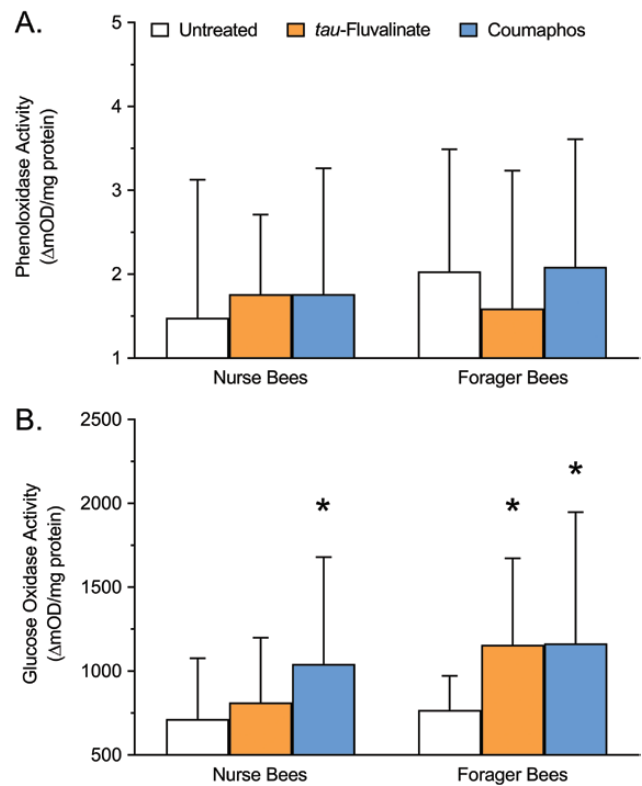 A.
Untreated
tau-Fluvalinate
Coumaphos
Phenoloxidase Activity
(ΔmOD/mg protein)
5
4
3
2
1
Nurse Bees
Forager Bees
B.
Glucose Oxidase Activity
(ΔmOD/mg protein)
2500
2000
1500
1000
500
*
*
*
Nurse Bees
Forager Bees